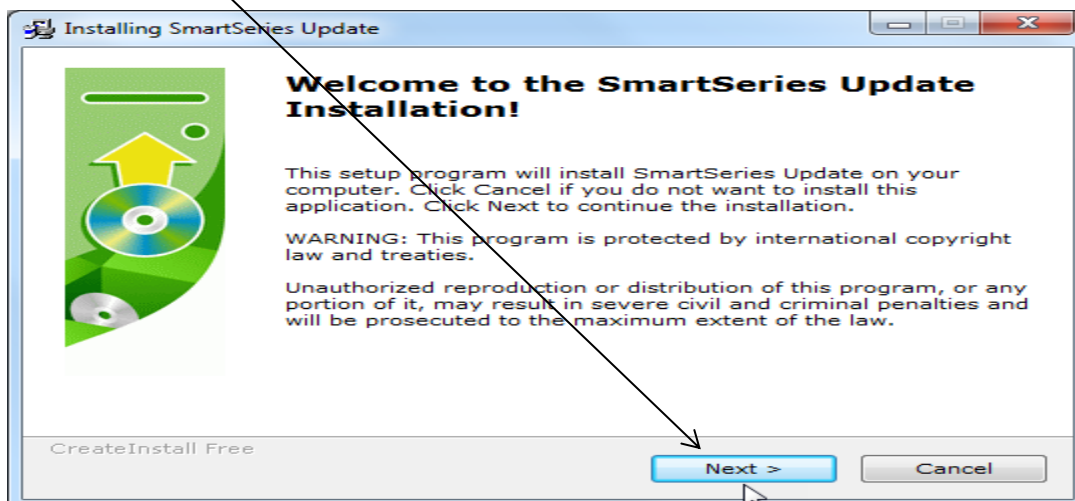 Installing SmartSeries Update
Welcome to the SmartSeries Update
Installation!
This setup program will install SmartSeries Update on your
computer. Click Cancel if you do not want to install this
application. Click Next to continue the installation.
WARNING: This program is protected by international copyright
law and treaties.
Unauthorized reproduction or distribution of this program, or any
portion of it, may result in severe civil and criminal penalties and
will be prosecuted to the maximum extent of the law.
CreateInstall Free
Next >
Cancel